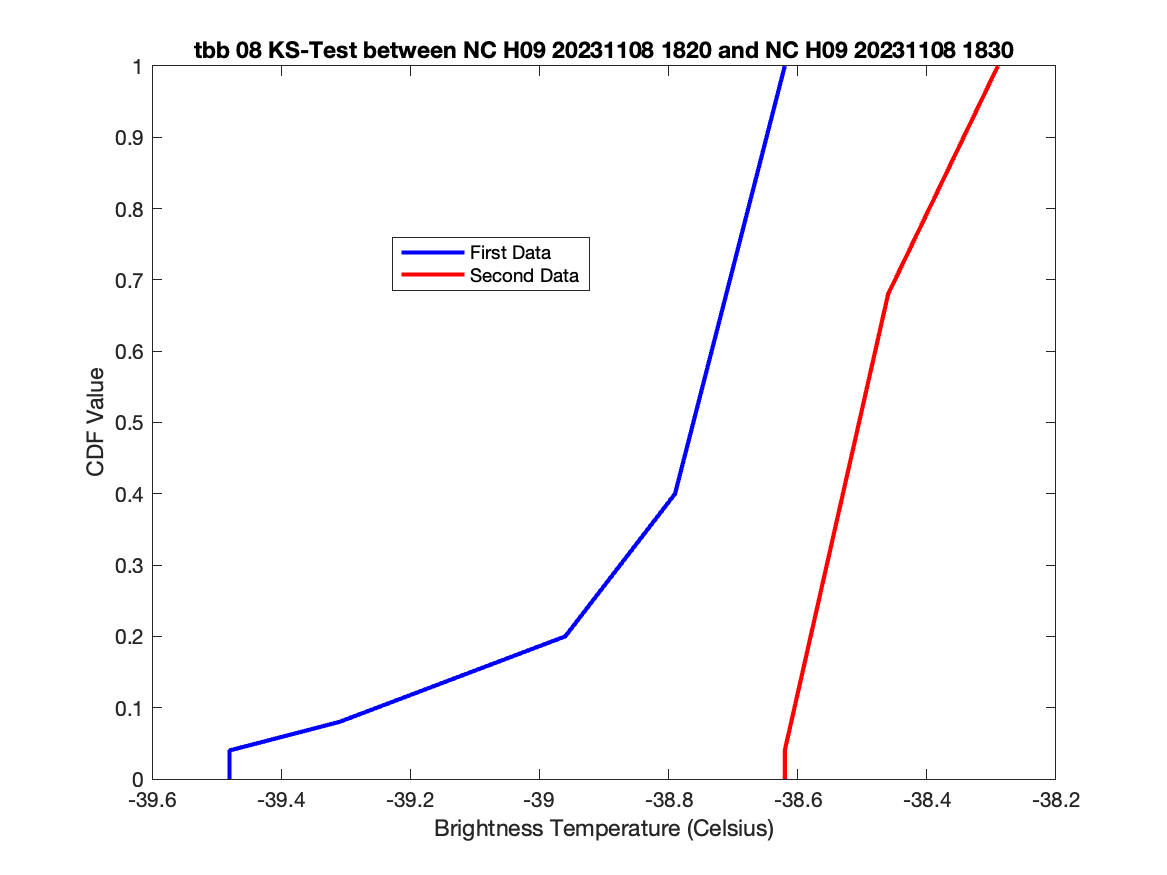 tbb 08 KS-Test between NC H09 20231108 1820 and NC H09 20231108 1830
1
0.9
0.8
0.7
0.6
0.5
0.4
0.3
0.2
0.1
0
CDF Value
First Data
Second Data
-39.6 -39.4 -39.2 -39 -38.8 -38.6 -38.4 -38.2
Brightness Temperature (Celsius)